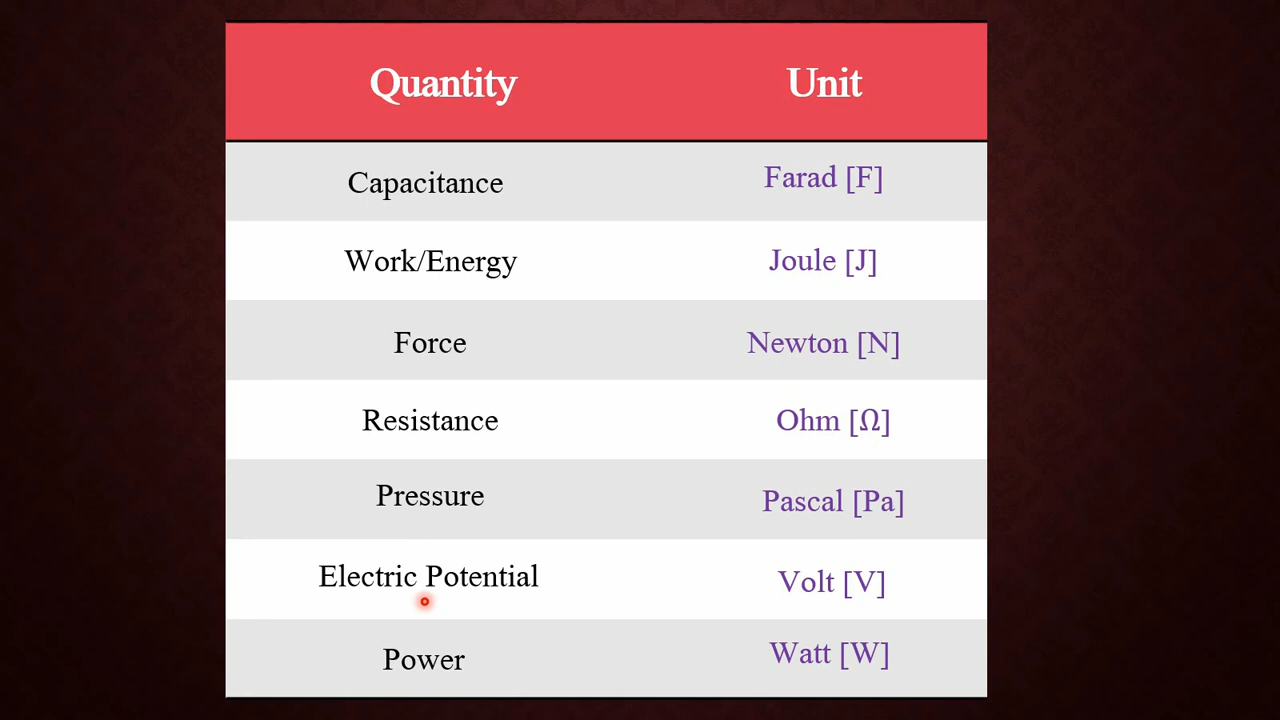 Quantity Unit
Capacitance Farad [F]
Work/Energy Joule [J]
Force Newton [N]
Resistance Ohm [Ω]
Pressure Pascal [Pa]
Electric Potential Volt [V]
Power Watt [W]